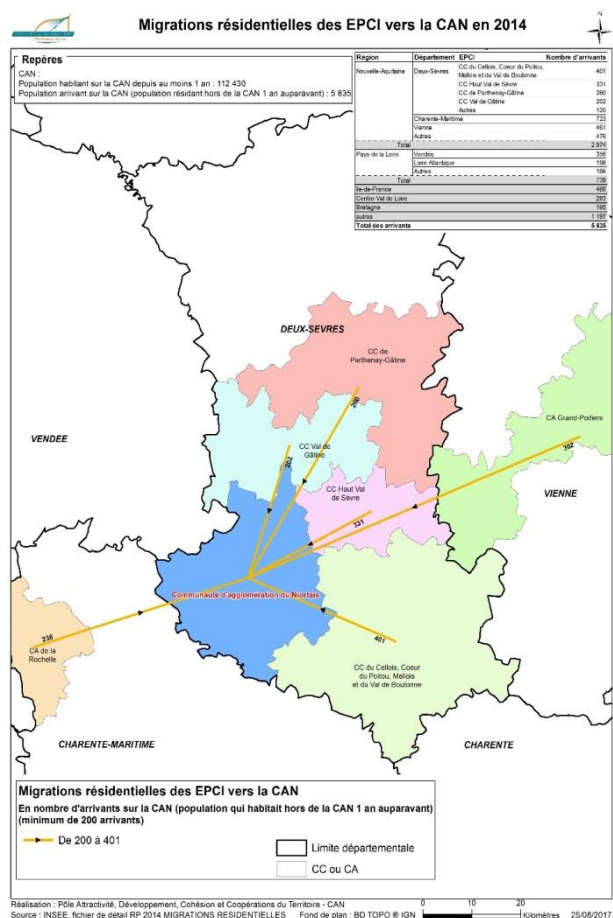 Migrations résidentielles des EPCI vers la CAN en 2014
Repères
CAN :
Population habitant sur la CAN depuis au moins 1 an : 112 430
Population arrivant sur la CAN (population résidant hors de la CAN 1 an auparavant) : 5 835
Région Département EPCI Nombre d'arrivants
Nouvelle-Aquitaine Deux-Sèvres CC du Cellois, Coeur du Poitou, Mellois et du Val de Boutonne 401
CC Haut Val de Sèvre 331
CC de Parthenay-Gâtine 260
CC Val de Gâtine 202
Autres 120
Charente-Maritime 723
Vienne 461
Autres 476
Total 2 974
Pays de la Loire Vendée 356
Loire Atlantique 198
Autres 186
Total 739
Ile-de-France
Centre-Val de Loire
Bretagne
autres 1 197
Total des arrivants 5 835
DEUX-SEVRES
CC de
Parthenay-Gâtine
CA Grand-Poitiers
VENDEE
202
CC Val de
Gâtine
302
VIENNE
CC Haut Val
de Sèvre
331
Communauté d'agglomération du Niortais
CA de la
Rochelle
401
CC du Cellois, Coeur
du Poitou, Mellois
et du Val de Boutonne
CHARENTE-MARITIME
CHARENTE
Migrations résidentielles des EPCI vers la CAN
En nombre d'arrivants sur la CAN (population qui habitait hors de la CAN 1 an auparavant)
(minimum de 200 arrivants)
De 200 à 401
Limite départementale
CC ou CA
Réalisation : Pôle Attractivité, Développement, Cohésion et Coopérations du Territoire - CAN
Source : INSEE, fichier de détail RP 2014 MIGRATIONS RESIDENTIELLES Fond de plan : BD TOPO ® IGN
0 10 20
Kilomètres 25/08/2017